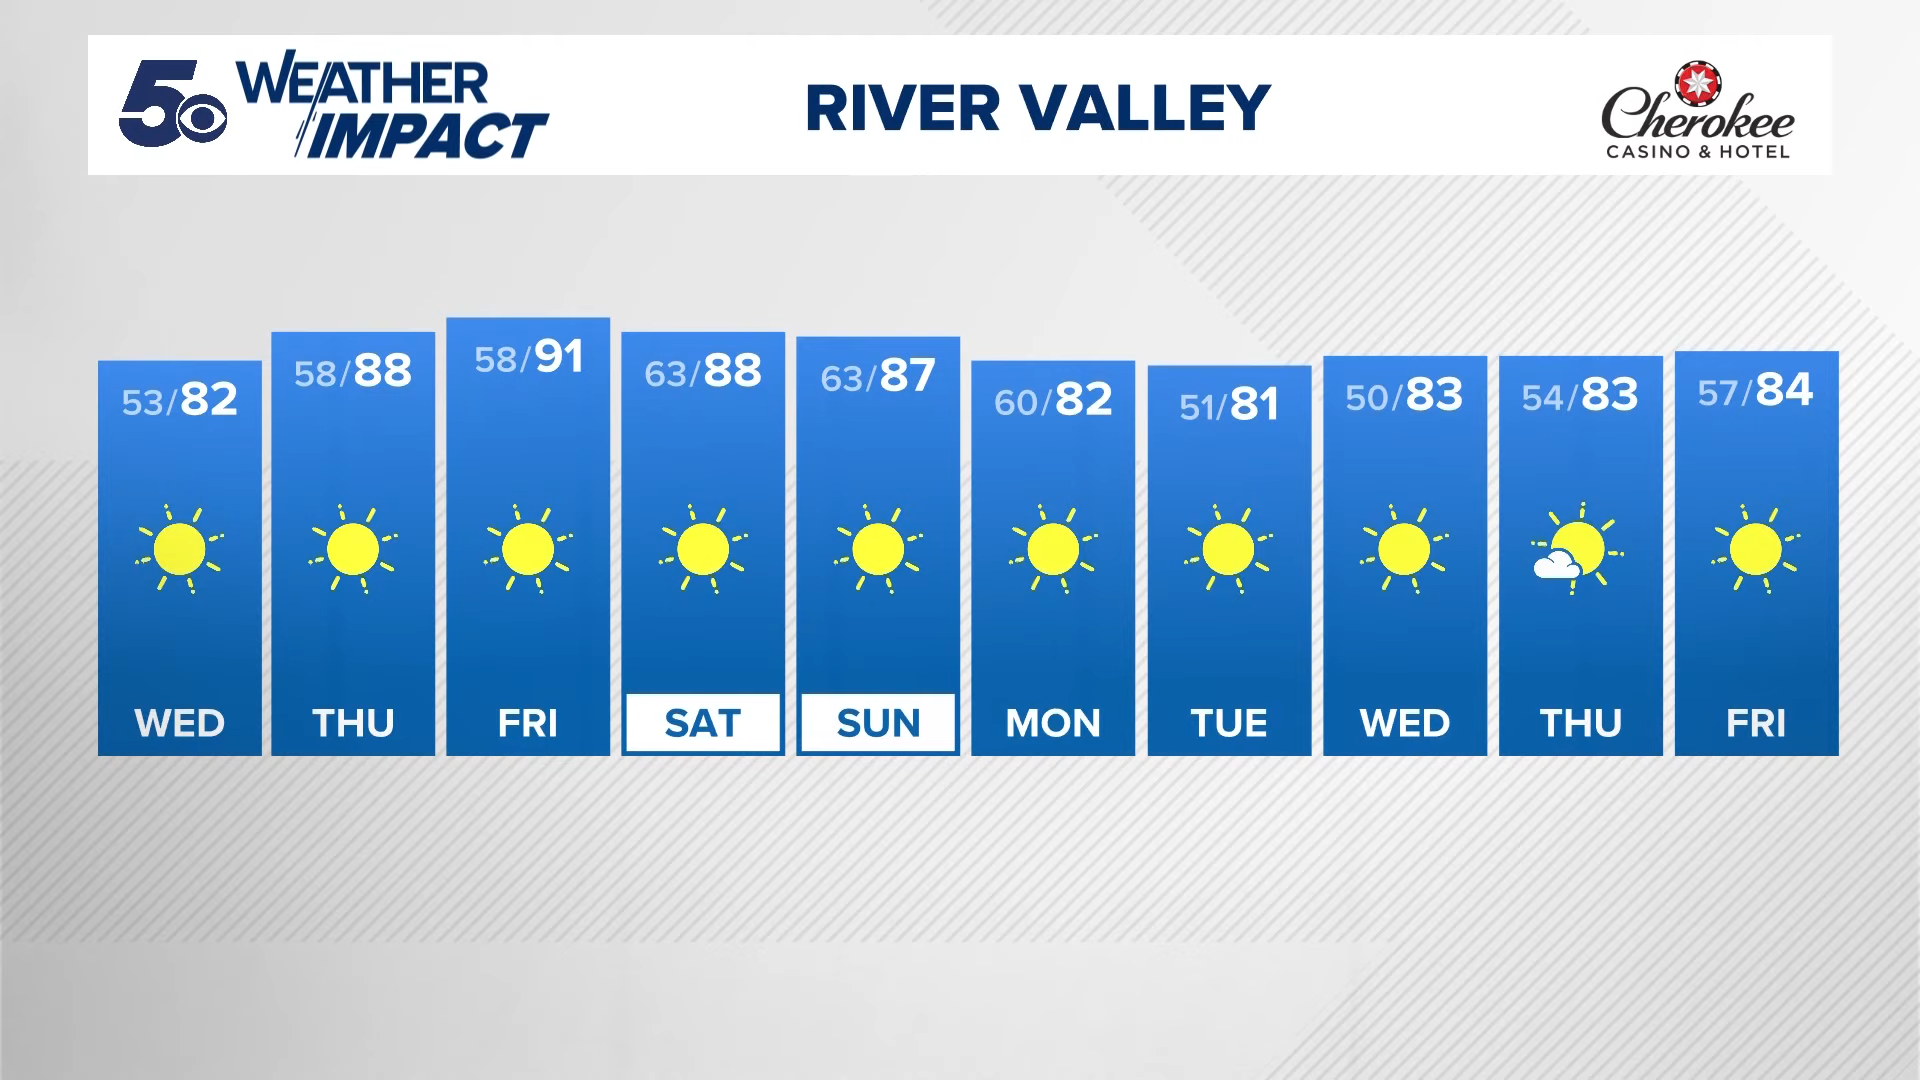 5 WEATHER IMPACT
RIVER VALLEY
Cherokee
CASINO & HOTEL
53/82
58/88
58/91
63/88
63/87
60/82
51/81
50/83
54/83
57/84
WED
THU
FRI
SAT
SUN
MON
TUE
WED
THU
FRI